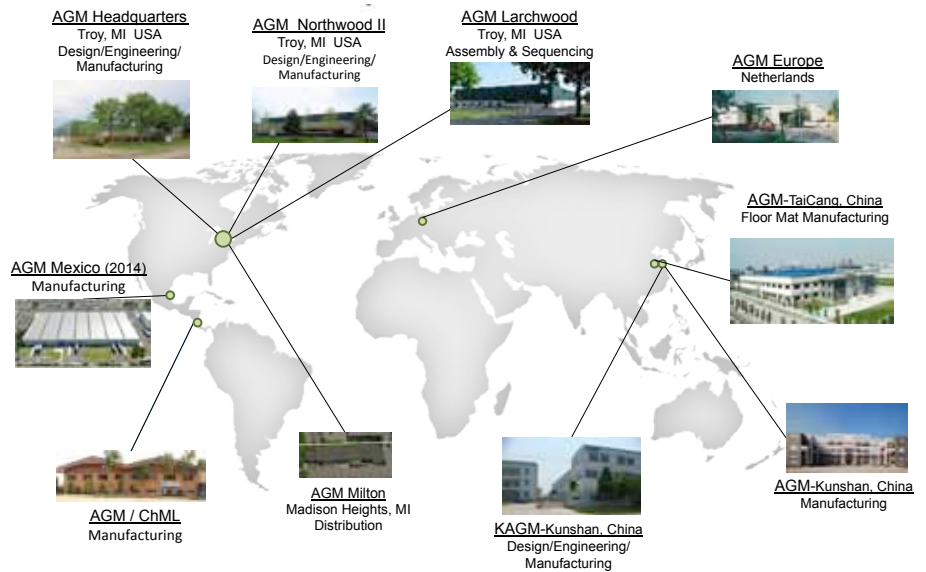 AGM Headquarters
Troy, MI  USA
Design/Engineering/
Manufacturing
AGM  Northwood II
Troy, MI  USA
Design/Engineering/
Manufacturing
AGM Larchwood
Troy, MI  USA
Assembly & Sequencing
AGM Europe
Netherlands
AGM-TaiCang, China
Floor Mat Manufacturing
AGM Mexico (2014)
Manufacturing
AGM / ChML
Manufacturing
AGM Milton
Madison Heights, MI
Distribution
KAGM-Kunshan, China
Design/Engineering/
Manufacturing
AGM-Kunshan, China
Manufacturing